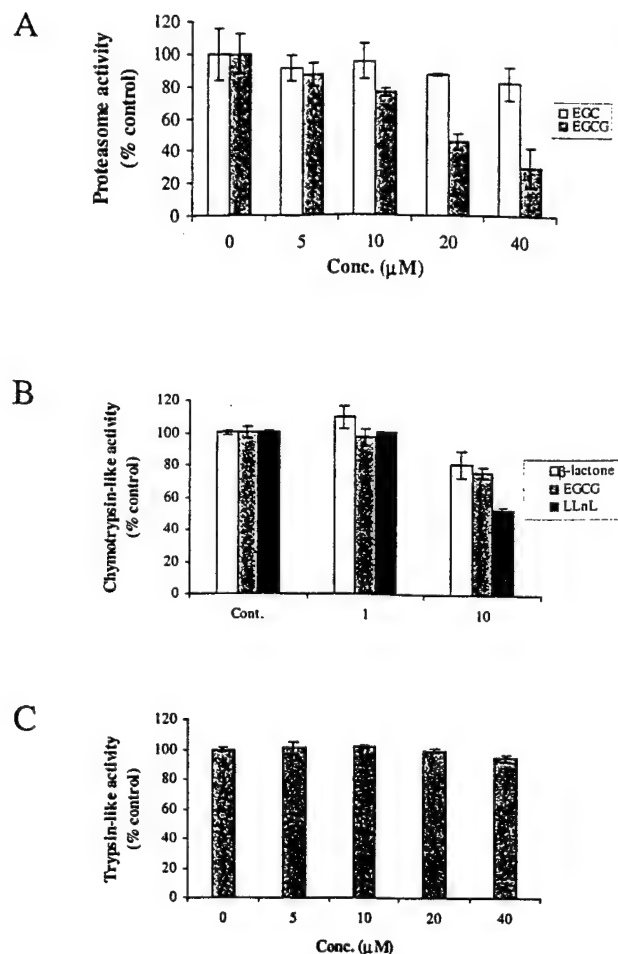 A
Proteasome activity
(% control)
120
100
80
60
40
20
0
0 5 10 20 40
Conc. (μM)
EGC
EGCG
B
Chymotrypsin-like activity
(% control)
120
100
80
60
40
20
0
Cont. 1 10
β-lactone
EGCG
LLnL
C
Trypsin-like activity
(% control)
120
100
80
60
40
20
0
0 5 10 20 40
Conc. (μM)